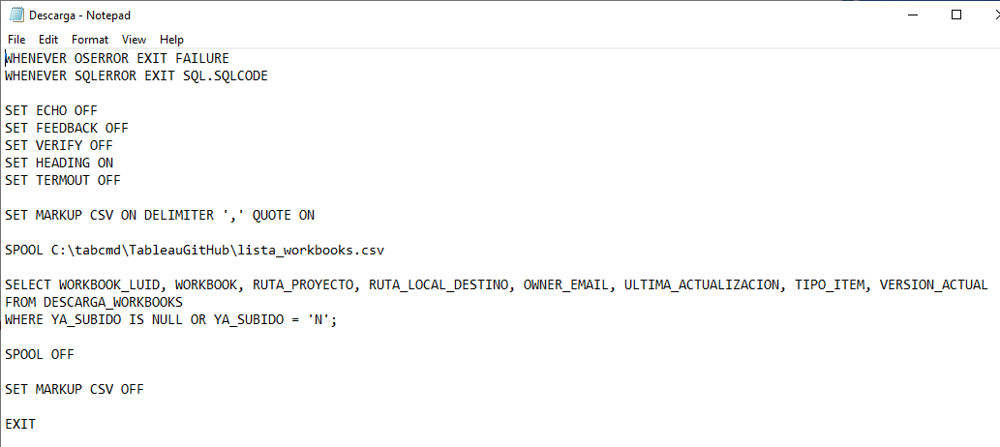 Descarga - Notepad
File Edit Format View Help
WHENEVER OSERROR EXIT FAILURE
WHENEVER SQLERROR EXIT SQL.SQLCODE
SET ECHO OFF
SET FEEDBACK OFF
SET VERIFY OFF
SET HEADING ON
SET TERMOUT OFF
SET MARKUP CSV ON DELIMITER ',' QUOTE ON
SPOOL C:\tabcmd\TableauGitHub\lista_workbooks.csv
SELECT WORKBOOK_LUID, WORKBOOK, RUTA_PROYECTO, RUTA_LOCAL_DESTINO, OWNER_EMAIL, ULTIMA_ACTUALIZACION, TIPO_ITEM, VERSION_ACTUAL
FROM DESCARGA_WORKBOOKS
WHERE YA_SUBIDO IS NULL OR YA_SUBIDO = 'N';
SPOOL OFF
SET MARKUP CSV OFF
EXIT